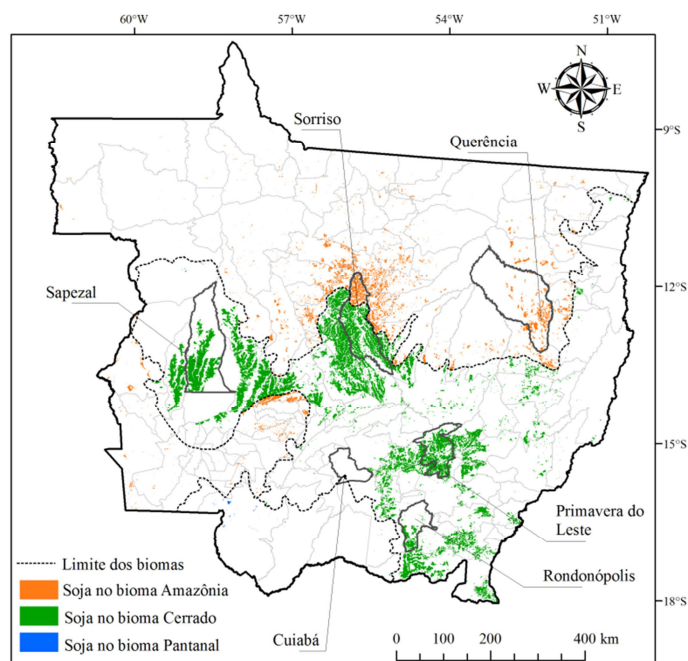 60°W
57°W
54°W
51°W
N
W
E
S
Sorriso
9°S
Querência
12°S
Sapezal
15°S
Primavera do
Leste
Limite dos biomas
Rondonópolis
Soja no bioma Amazônia
Soja no bioma Cerrado
18°S
Soja no bioma Pantanal
Cuiabá
0 100 200 400 km